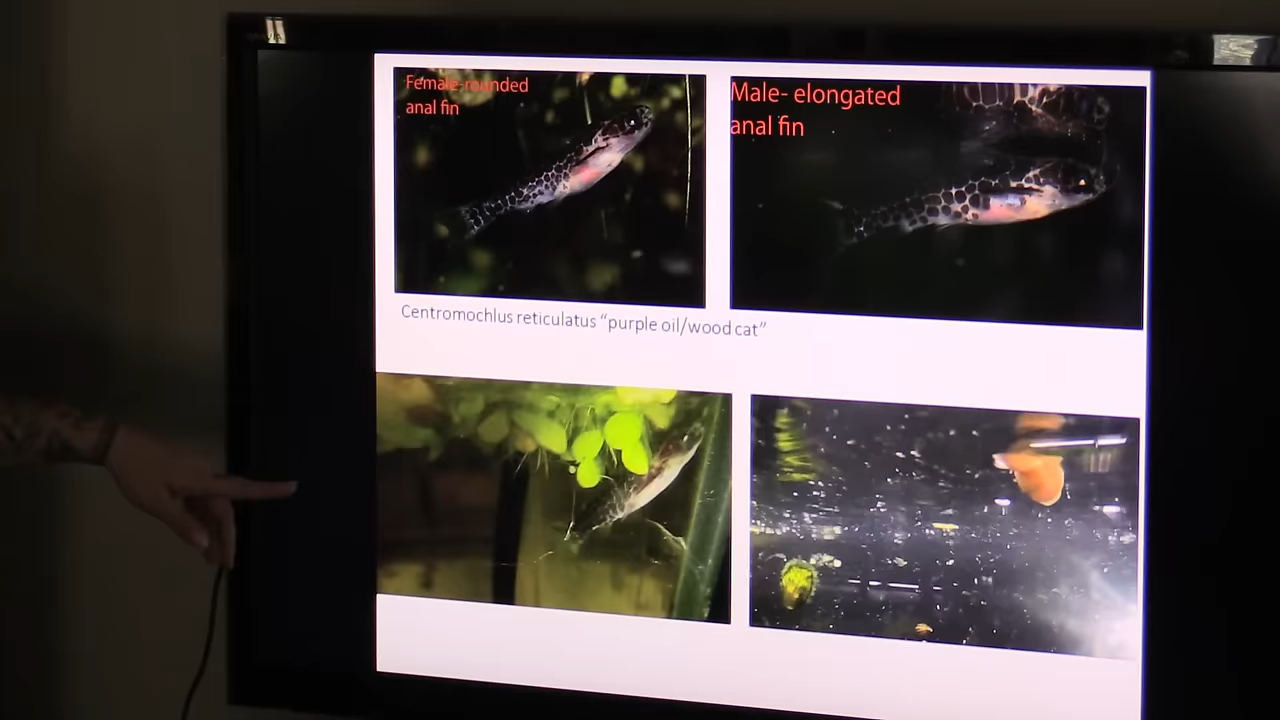 Female-rounded
anal fin
Male- elongated
anal fin
Centromochlus reticulatus “purple oil/wood cat”